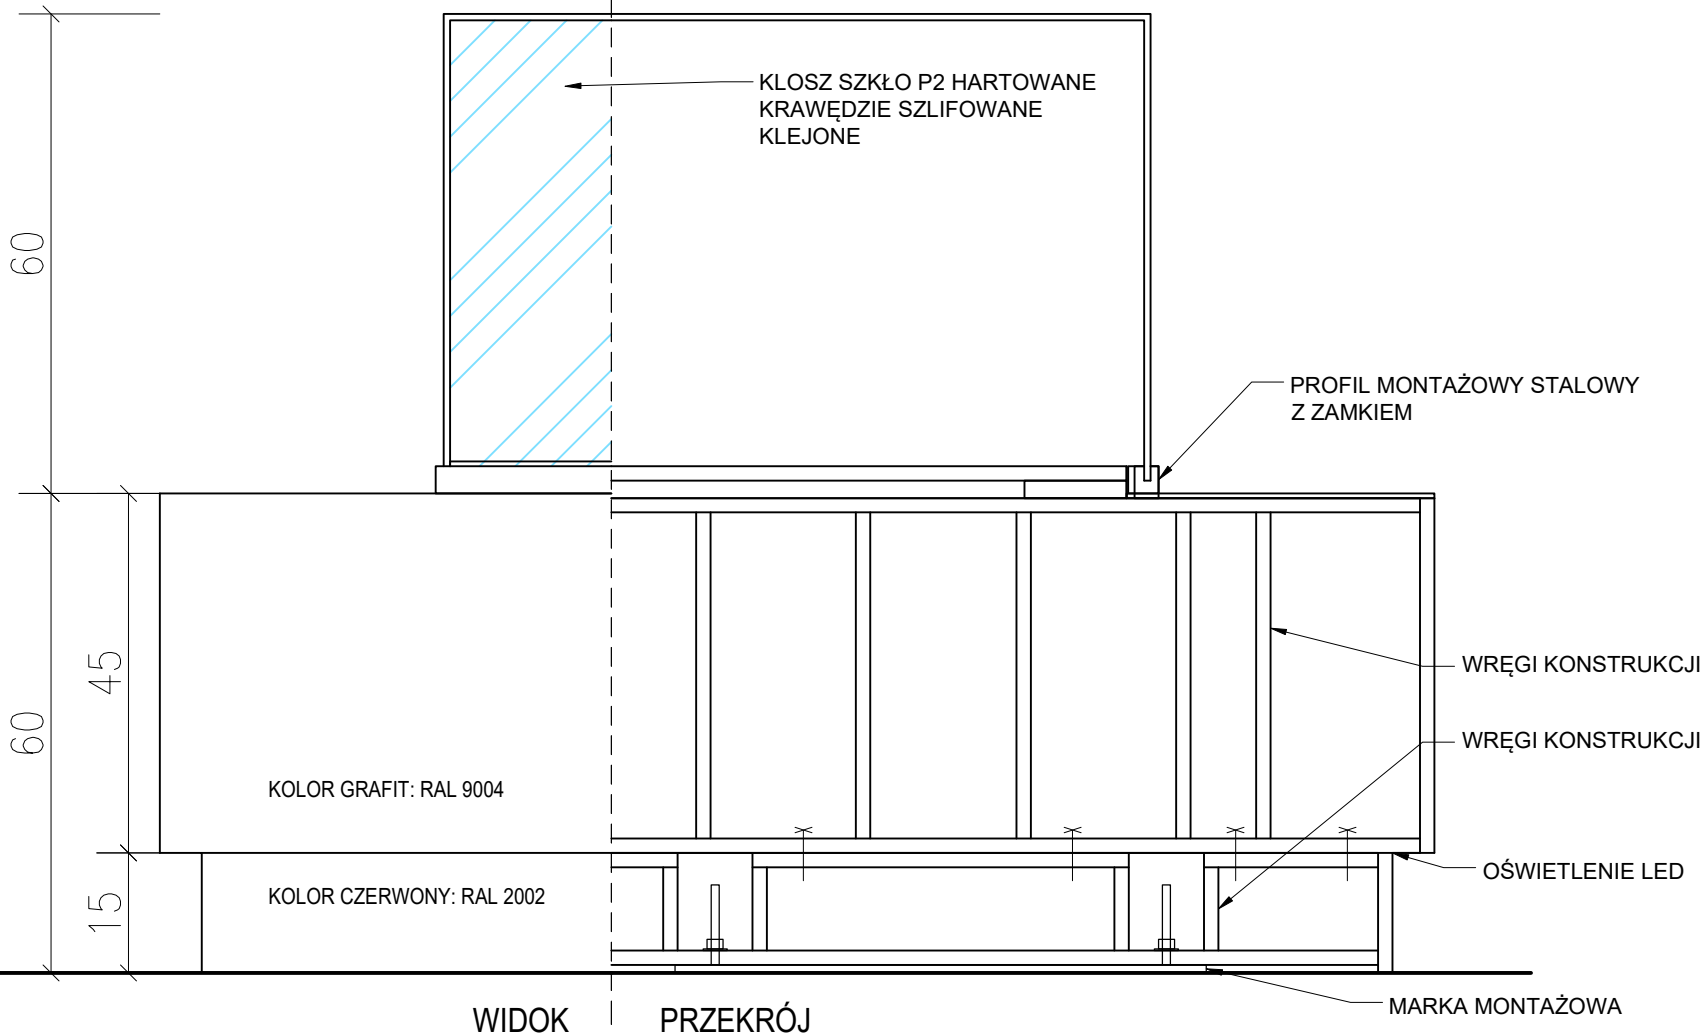 KLOSZ SZKŁO P2 HARTOWANE
KRAWĘDZIE SZLIFOWANE
KLEJONE
60
PROFIL MONTAŻOWY STALOWY
Z ZAMKIEM
45
60
WRĘGI KONSTRUKCJI
WRĘGI KONSTRUKCJI
KOLOR GRAFIT: RAL 9004
OŚWIETLENIE LED
KOLOR CZERWONY: RAL 2002
15
MARKA MONTAŻOWA
WIDOK
PRZEKRÓJ